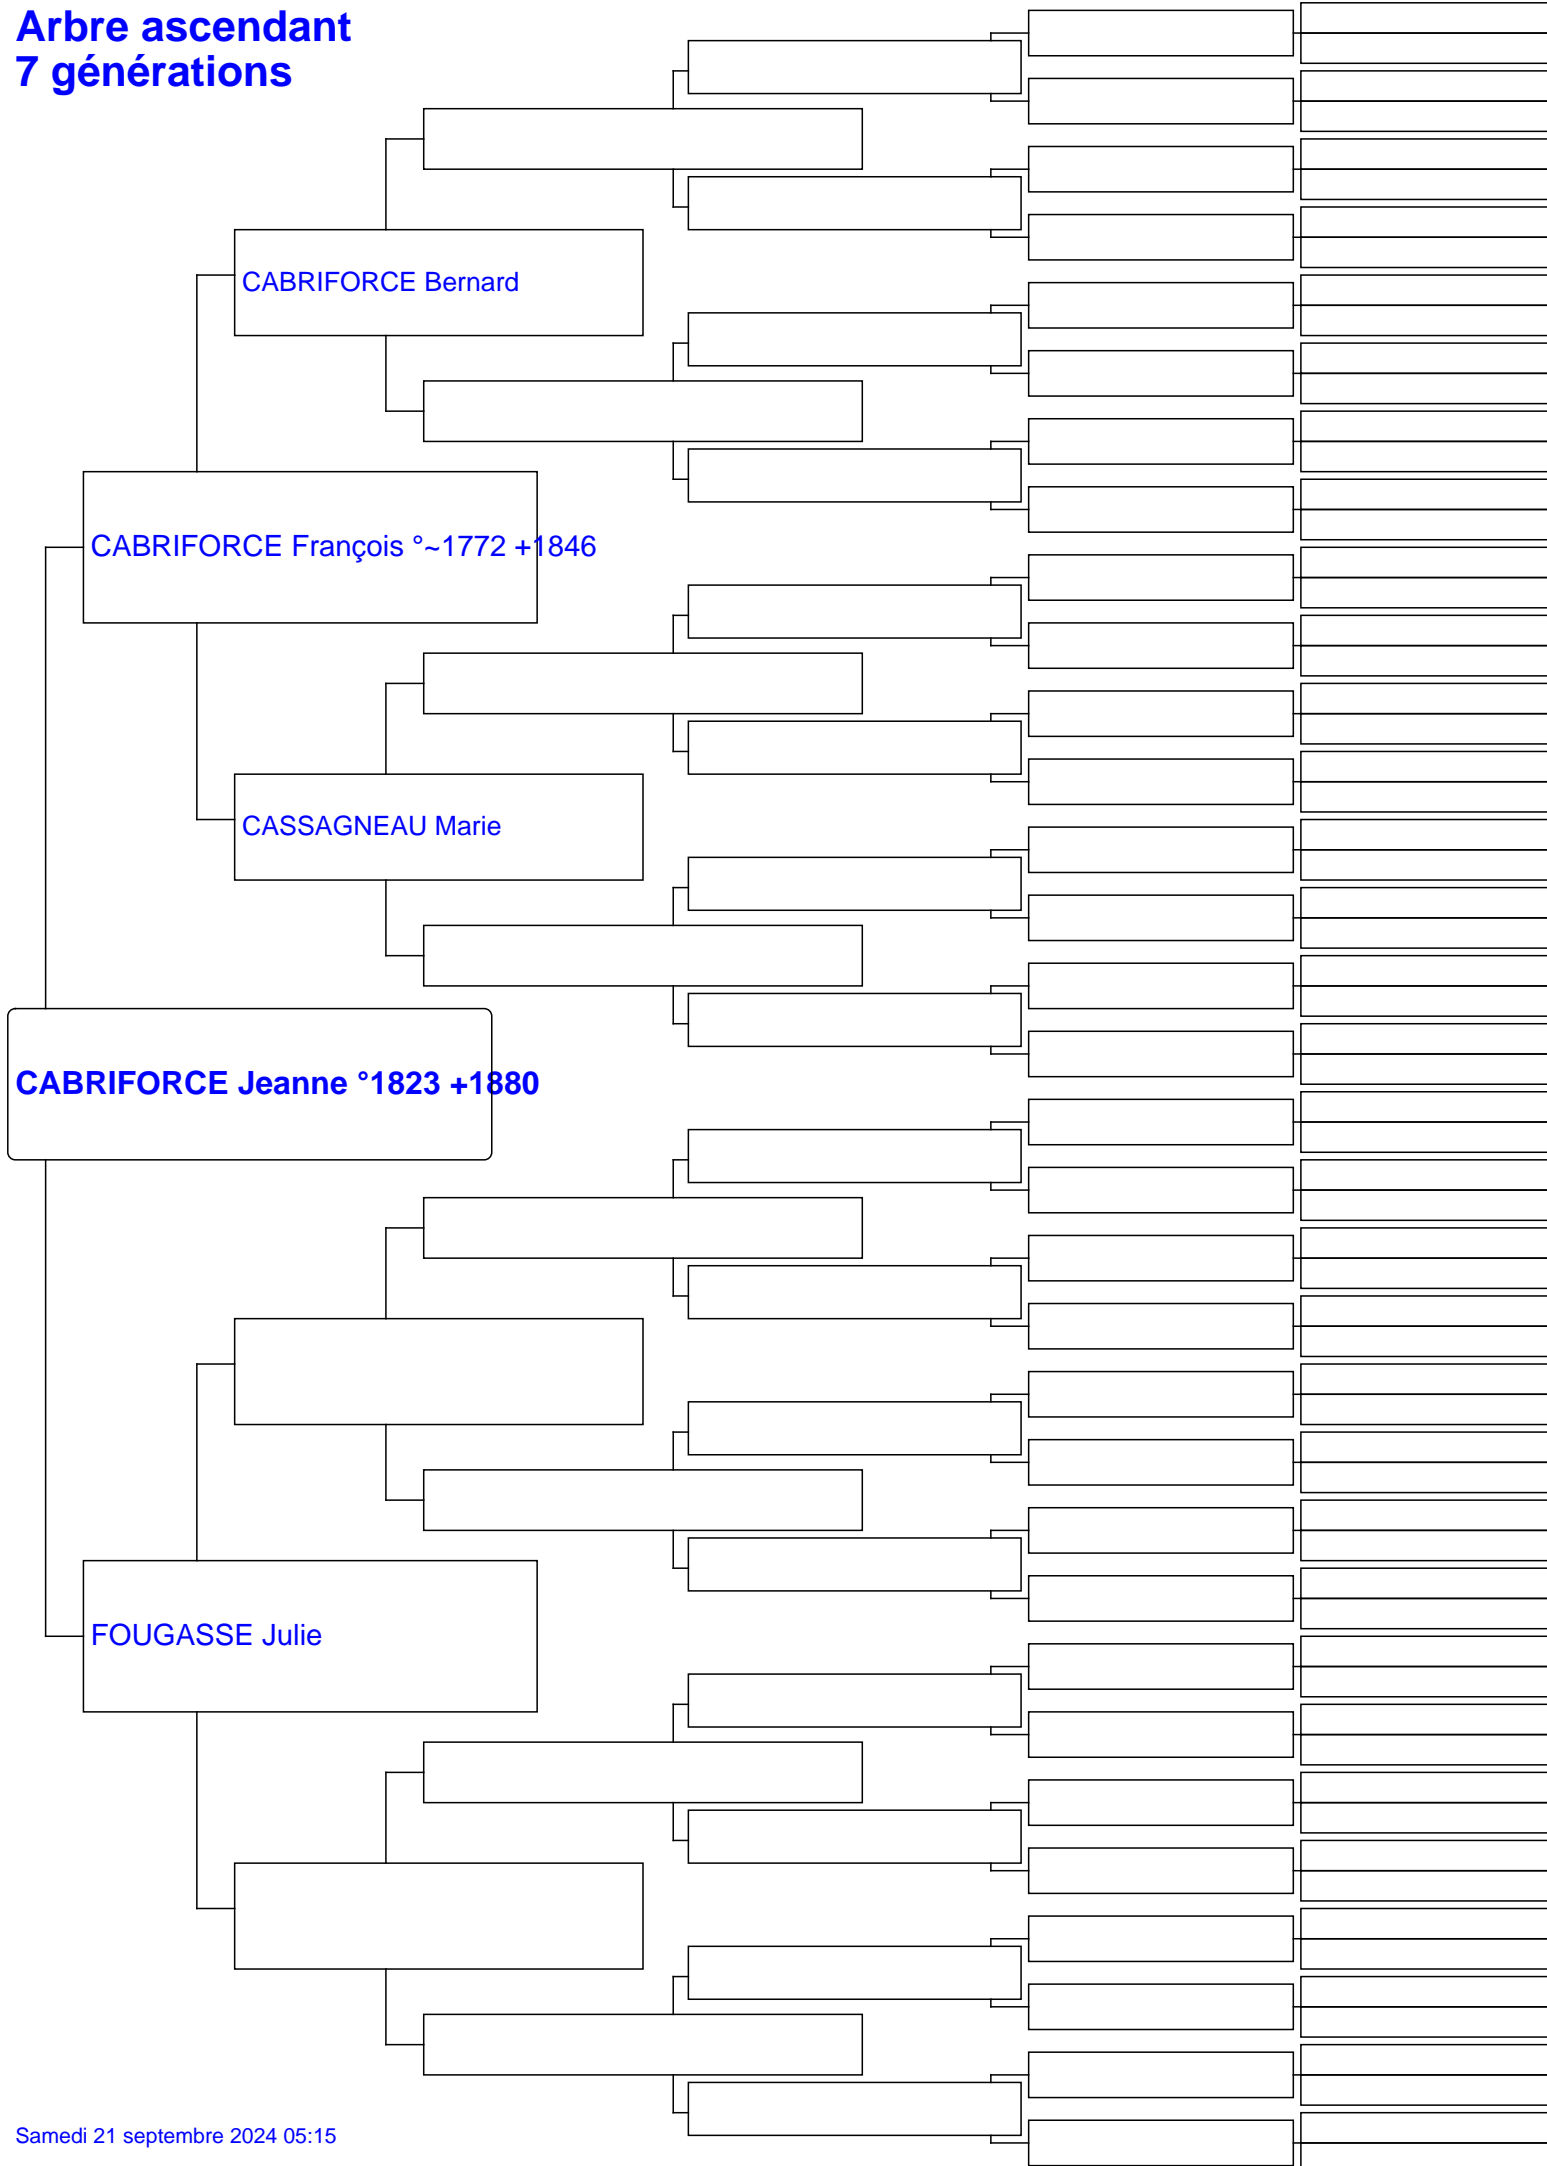 Arbre ascendant
7 générations
CABRIFORCE Bernard
CABRIFORCE François °~1772 +1846
CASSAGNEAU Marie
CABRIFORCE Jeanne °1823 +1880
FOUGASSE Julie
Samedi 21 septembre 2024 05:15